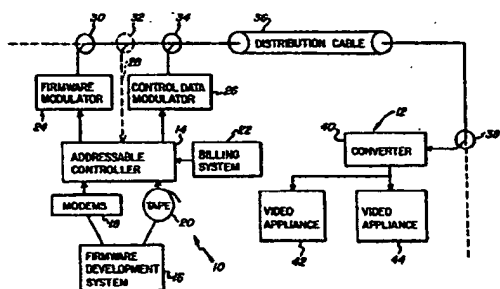 30
32
34
36
DISTRIBUTION CABLE
28
FIRMWARE
MODULATOR
24
CONTROL DATA
MODULATOR
26
14
22
BILLING
SYSTEM
ADDRESSABLE
CONTROLLER
12
40
CONVERTER
38
MODEMS
18
TAPE
20
10
VIDEO
APPLIANCE
42
VIDEO
APPLIANCE
44
FIRMWARE
DEVELOPMENT
SYSTEM
16